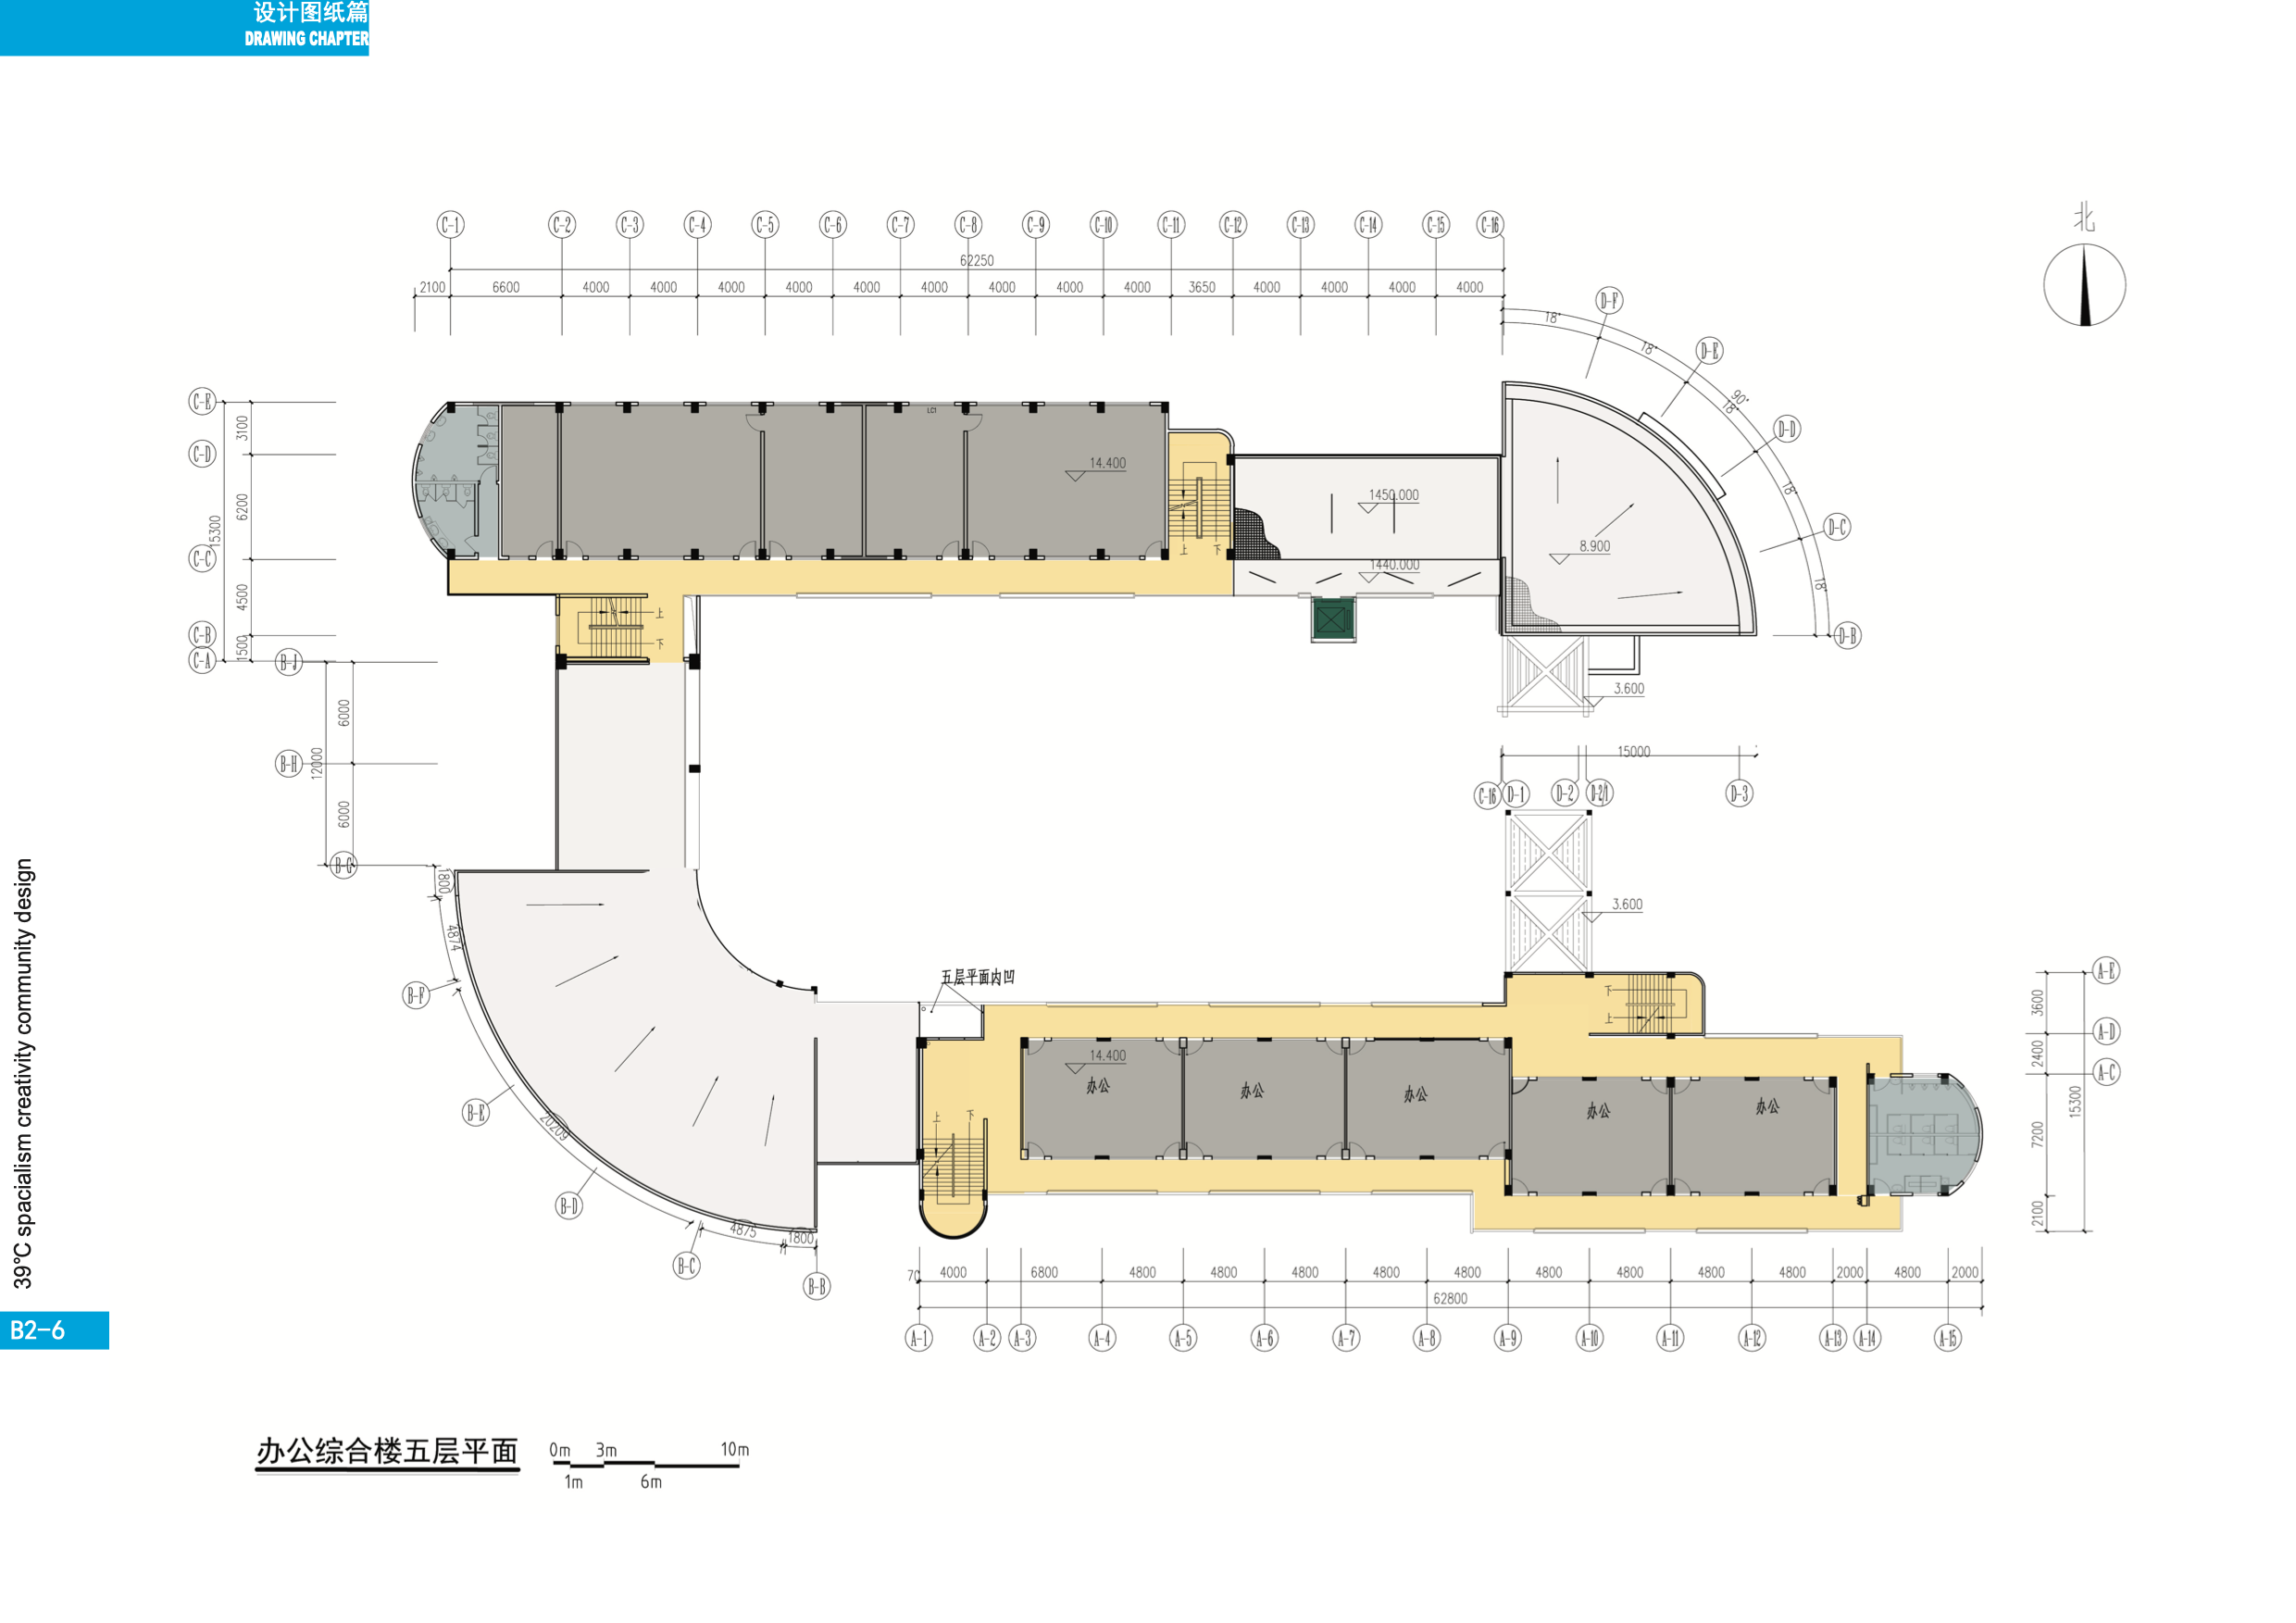 设计图纸篇
DRAWING CHAPTER
北
C-1 C-2 C-3 C-4 C-5 C-6 C-7 C-8 C-9 C-10 C-11 C-12 C-13 C-14 C-15 C-16
62250
2100 6600 4000 4000 4000 4000 4000 4000 4000 4000 4000 3650 4000 4000 4000 4000
D-F
18°
D-E
18°
90°
18°
D-D
18°
D-C
18°
D-B
C-E
3100
C-D
6200
15300
C-C
4500
C-B
1500
C-A
14.400
上 下
1450.000
1440.000
8.900
上
下
3.600
B-J
6000
B-H
12000
6000
B-G
15000
C-16 D-1 D-2 D-2/1 D-3
3.600
1800
4874
B-F
B-E
20209
B-D
B-C
4875
1800
B-B
五层平面内凹
下
上
上 下
14.400
办公
办公
办公
办公
办公
A-E
3600
A-D
2400
A-C
15300
7200
2100
70 4000 6800 4800 4800 4800 4800 4800 4800 4800 4800 4800 2000 4800 2000
62800
A-1 A-2 A-3 A-4 A-5 A-6 A-7 A-8 A-9 A-10 A-11 A-12 A-13 A-14 A-15
39℃ spacialism creativity community design
B2-6
办公综合楼五层平面
0m 3m 10m
1m 6m